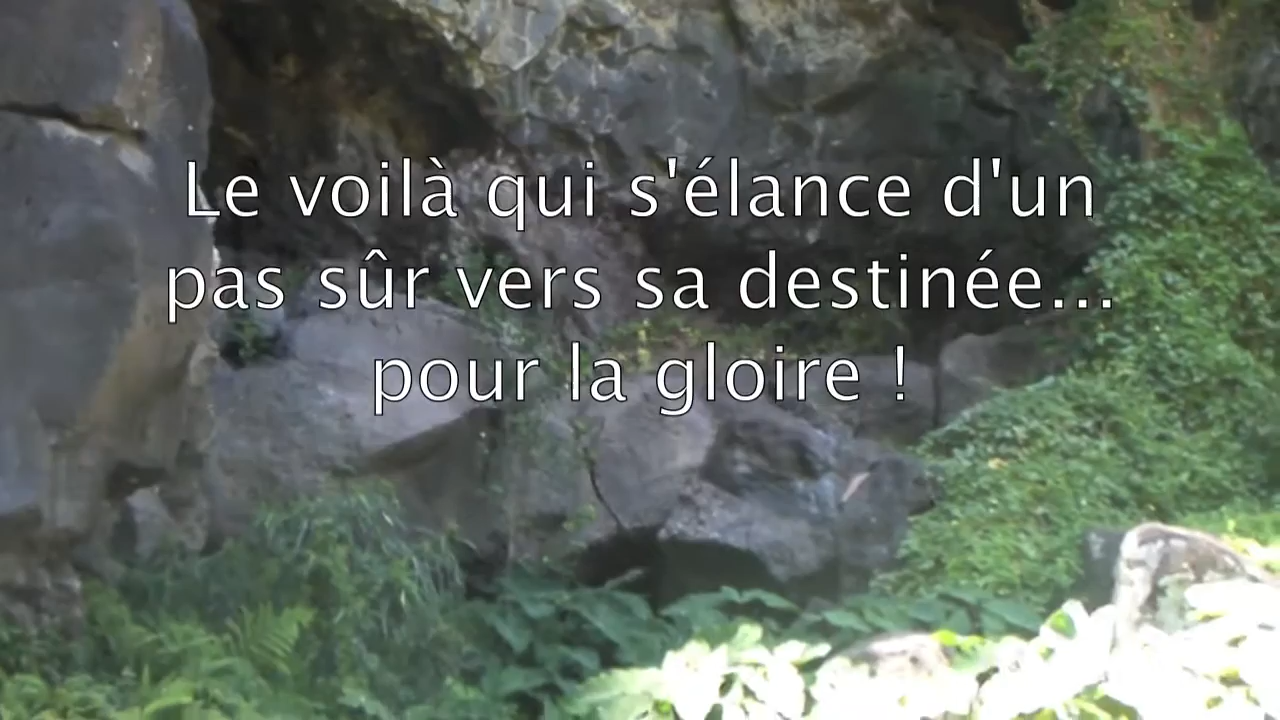 Le voilà qui s'élance d'un
pas sûr vers sa destinée...
pour la gloire !